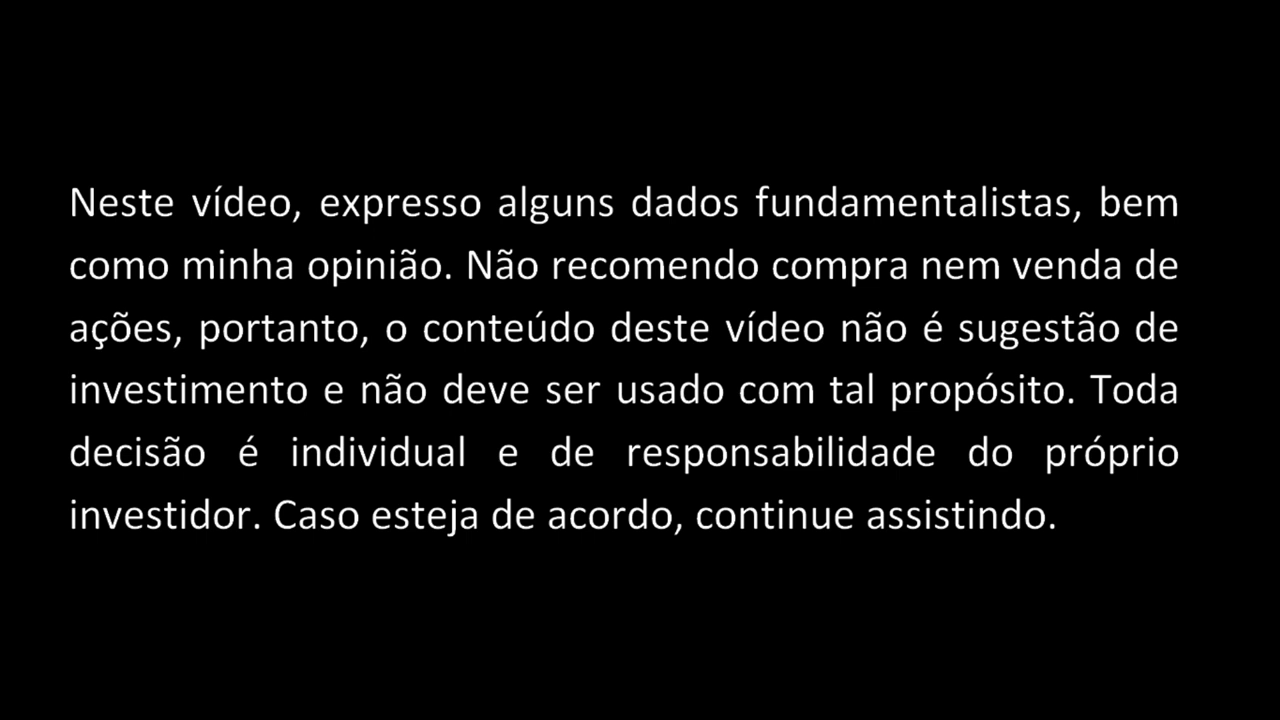 Neste vídeo, expresso alguns dados fundamentalistas, bem
como minha opinião. Não recomendo compra nem venda de
ações, portanto, o conteúdo deste vídeo não é sugestão de
investimento e não deve ser usado com tal propósito. Toda
decisão é individual e de responsabilidade do próprio
investidor. Caso esteja de acordo, continue assistindo.